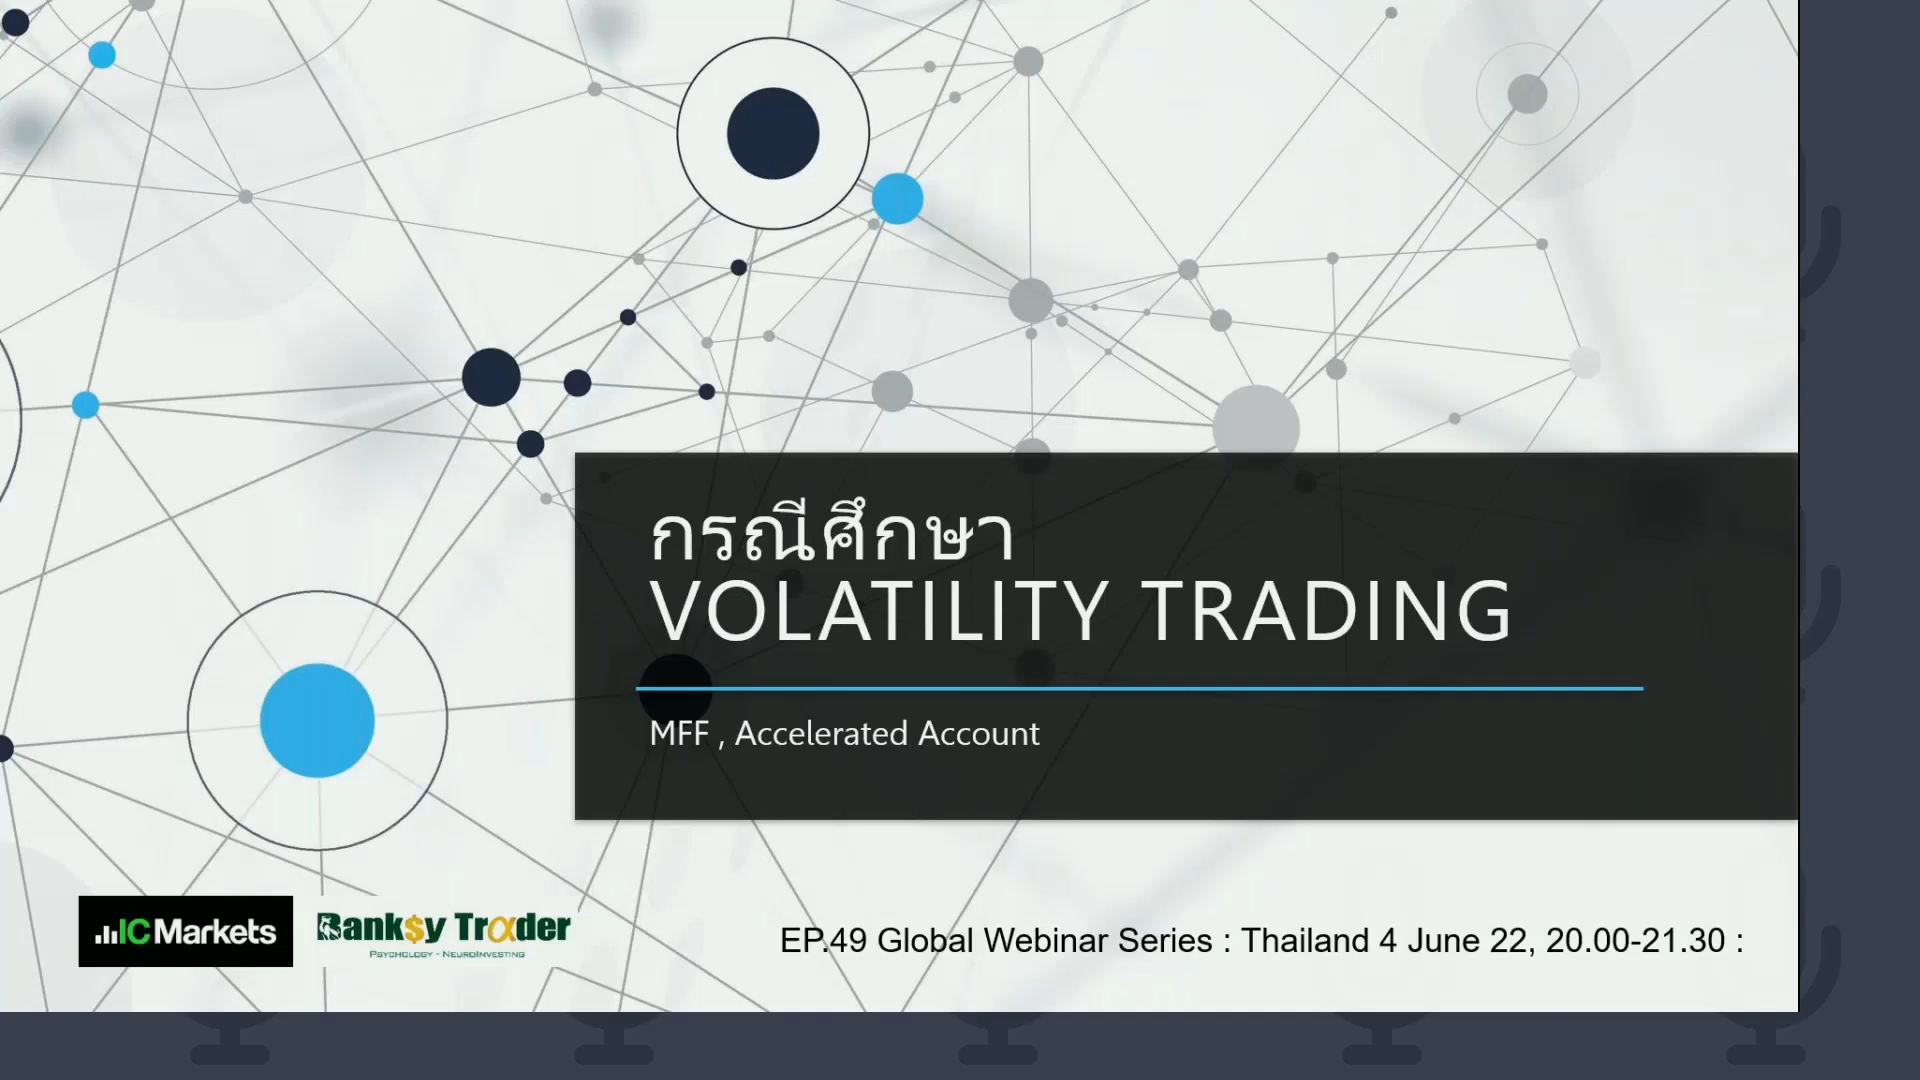 กรณีศึกษา
VOLATILITY TRADING
MFF , Accelerated Account
IC Markets
Bank$y Trader
PSYCHOLOGY - NEUROINVESTING
EP.49 Global Webinar Series : Thailand 4 June 22, 20.00-21.30 :